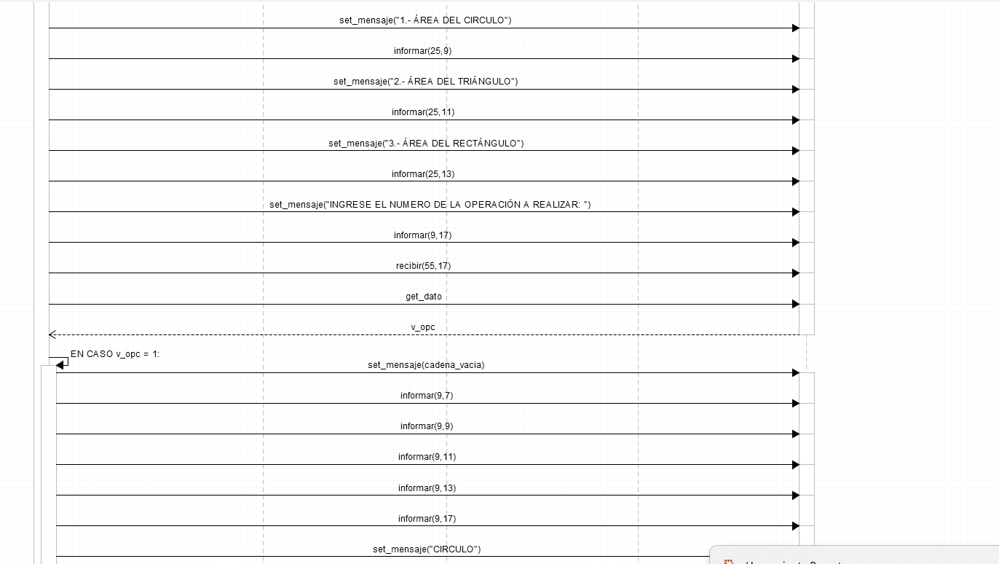 set_mensaje("1.- ÁREA DEL CIRCULO")
informar(25,9)
set_mensaje("2.- ÁREA DEL TRIÁNGULO")
informar(25,11)
set_mensaje("3.- ÁREA DEL RECTÁNGULO")
informar(25,13)
set_mensaje("INGRESE EL NUMERO DE LA OPERACIÓN A REALIZAR: ")
informar(9,17)
recibir(55,17)
get_dato
v_opc
EN CASO v_opc = 1:
set_mensaje(cadena_vacia)
informar(9,7)
informar(9,9)
informar(9,11)
informar(9,13)
informar(9,17)
set_mensaje("CIRCULO")